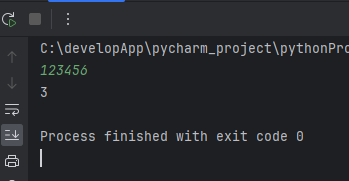 C:\developApp\pycharm_project\pythonPro
123456
3
Process finished with exit code 0